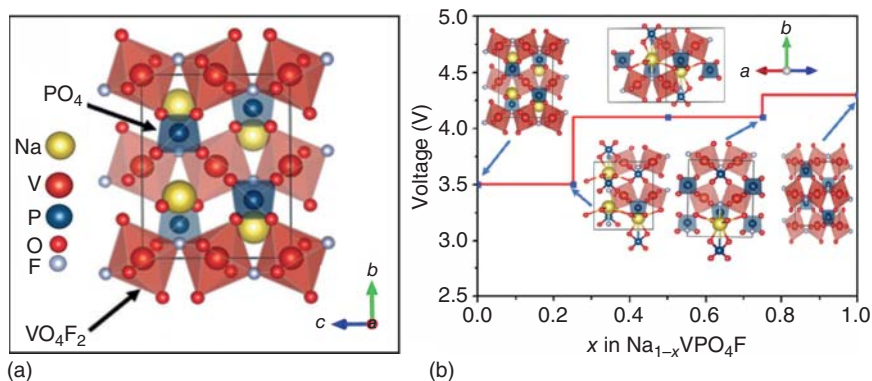 PO4
Na
V
P
O
F
VO4F2
b
c
a
(a)
5.0
4.5
4.0
3.5
3.0
2.5
Voltage (V)
b
a
0.0 0.2 0.4 0.6 0.8 1.0
x in Na1–xVPO4F
(b)